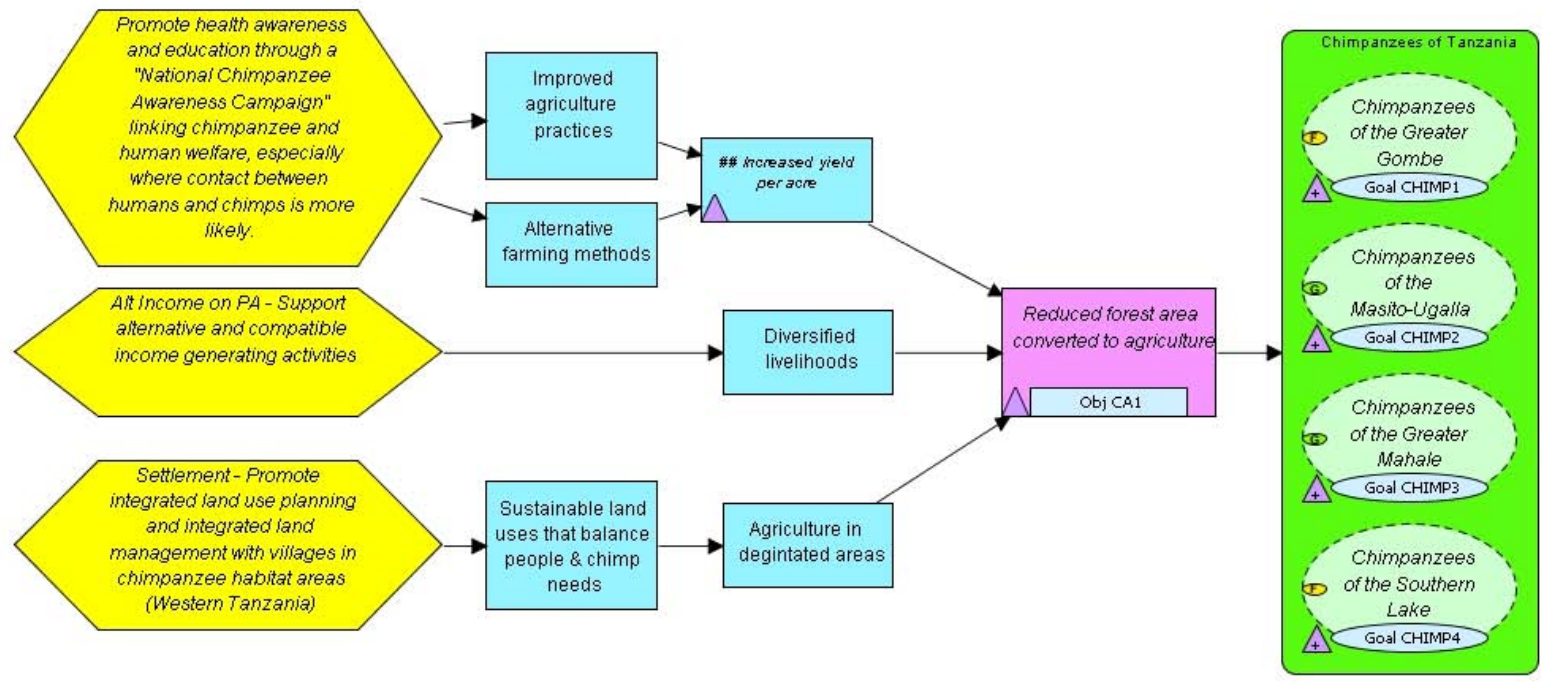 Promote health awareness
and education through a
"National Chimpanzee
Awareness Campaign"
linking chimpanzee and
human welfare, especially
where contact between
humans and chimps is more
likely.
Improved
agriculture
practices
Alternative
farming methods
## Increased yield
per acre
Alt Income on PA - Support
alternative and compatible
income generating activities
Diversified
livelihoods
Settlement - Promote
integrated land use planning
and integrated land
management with villages in
chimpanzee habitat areas
(Western Tanzania)
Sustainable land
uses that balance
people & chimp
needs
Agriculture in
degintated areas
Reduced forest area
converted to agriculture
Obj CA1
Chimpanzees of Tanzania
Chimpanzees
of the Greater
Gombe
F
+
Goal CHIMP1
Chimpanzees
of the
Masito-Ugalla
G
+
Goal CHIMP2
Chimpanzees
of the Greater
Mahale
G
+
Goal CHIMP3
Chimpanzees
of the Southern
Lake
F
+
Goal CHIMP4